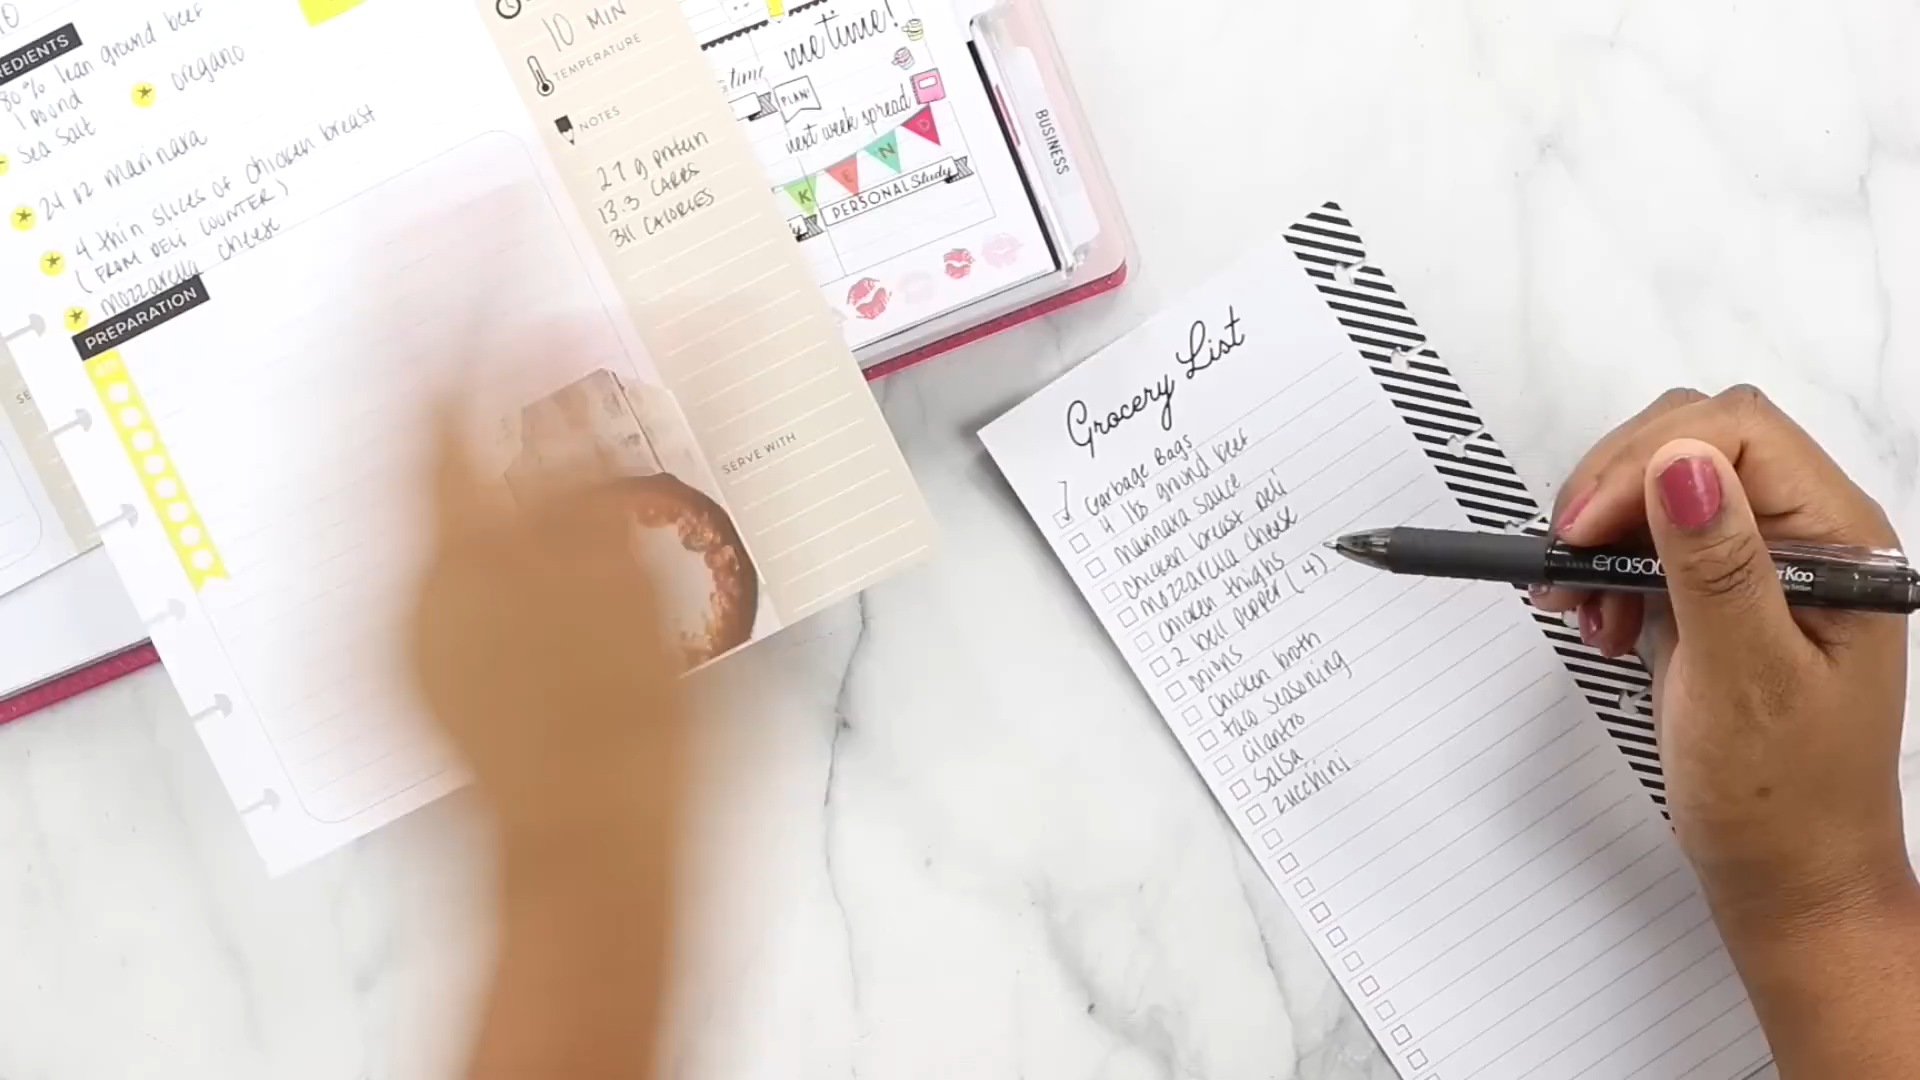 10
EDIENTS
80% lean ground beef
1 pound
oregano
Sea Salt
24 oz marinara
4 thin slices of chicken breast
(FROM DELI COUNTER)
mozzarella cheese
PREPARATION
10 MIN
TEMPERATURE
NOTES
27 g protein
13.3 CARBS
311 CALORIES
SERVE WITH
me time!
time
PLAN!
next week spread
K E N D
PERSONAL Study
BUSINESS
Grocery List
Garbage Bags
4 lbs ground beef
marinara sauce
chicken breast deli
mozzarella cheese
chicken thighs
2 bell pepper (4)
onions
chicken broth
taco seasoning
cilantro
Salsa
zucchini
erasab
rKoo